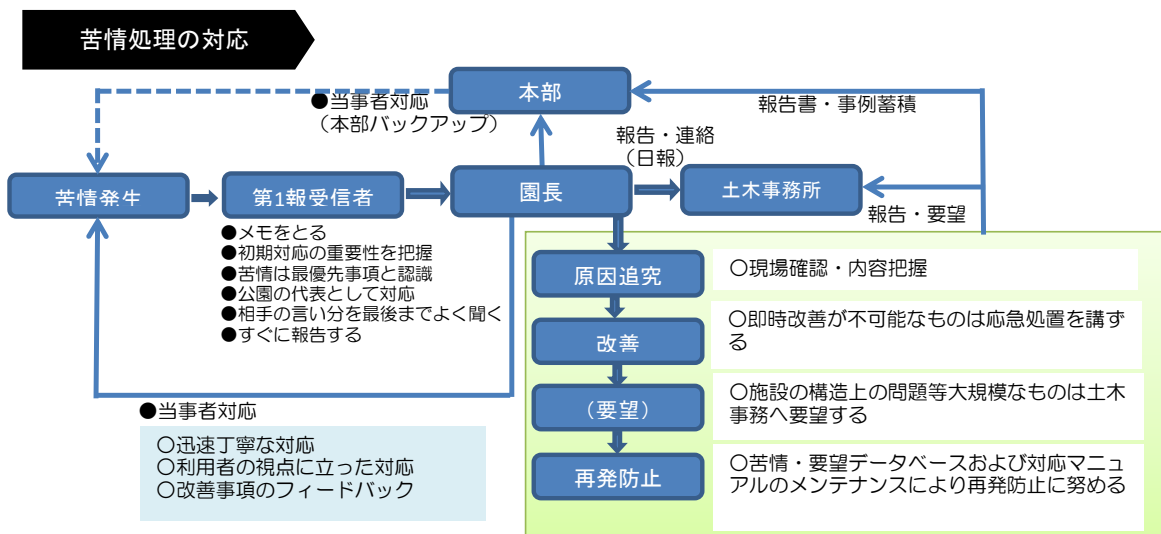 苦情処理の対応
本部
●当事者対応
（本部バックアップ）
報告書・事例蓄積
報告・連絡
（日報）
苦情発生
第1報受信者
園長
土木事務所
報告・要望
●メモをとる
●初期対応の重要性を把握
●苦情は最優先事項と認識
●公園の代表として対応
●相手の言い分を最後までよく聞く
●すぐに報告する
原因追究
〇現場確認・内容把握
改善
〇即時改善が不可能なものは応急処置を講ず
る
（要望）
〇施設の構造上の問題等大規模なものは土木
事務へ要望する
再発防止
〇苦情・要望データベースおよび対応マニュ
アルのメンテナンスにより再発防止に努める
●当事者対応
〇迅速丁寧な対応
〇利用者の視点に立った対応
〇改善事項のフィードバック